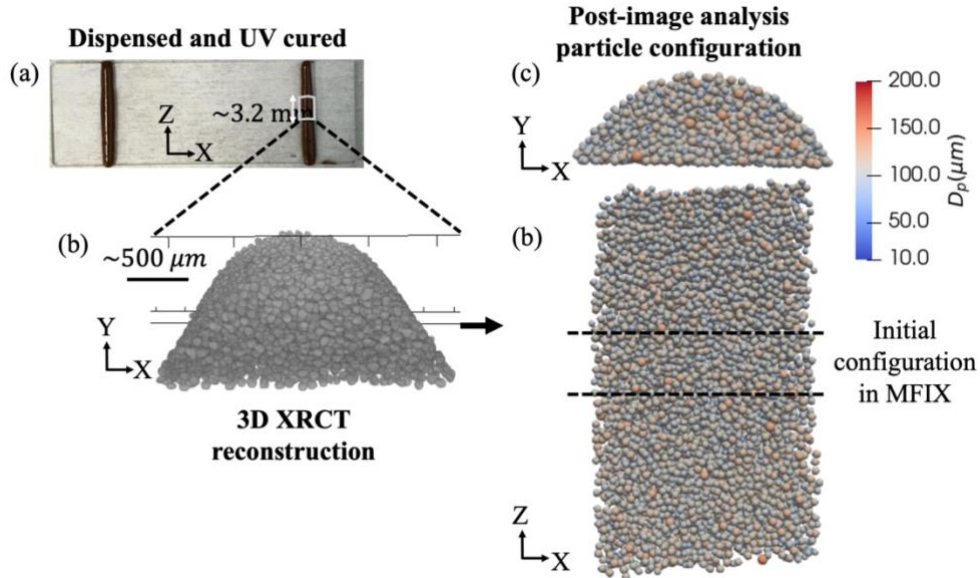 Dispensed and UV cured
(a)
~3.2 mm
Z
X
(b)
~500 μm
Y
X
3D XRCT
reconstruction
Post-image analysis
particle configuration
(c)
Y
X
200.0
150.0
100.0
50.0
10.0
D_p(μm)
(b)
Initial
configuration
in MFIX
Z
X